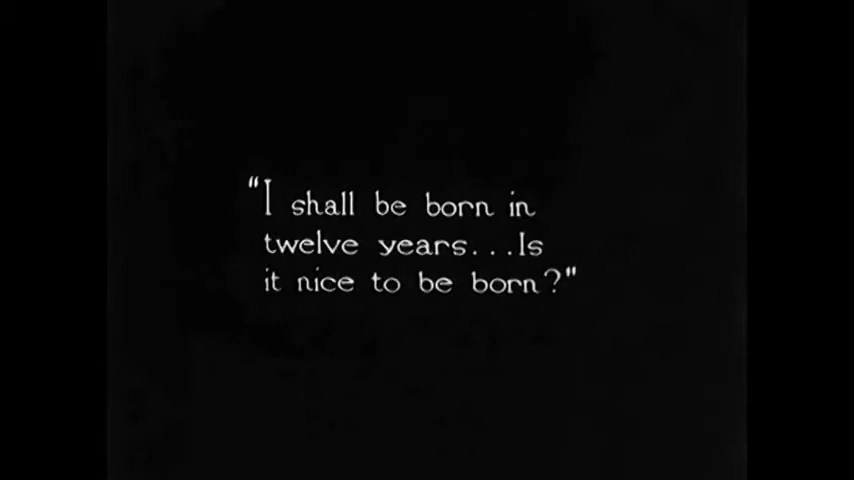 "I shall be born in
twelve years...Is
it nice to be born?"